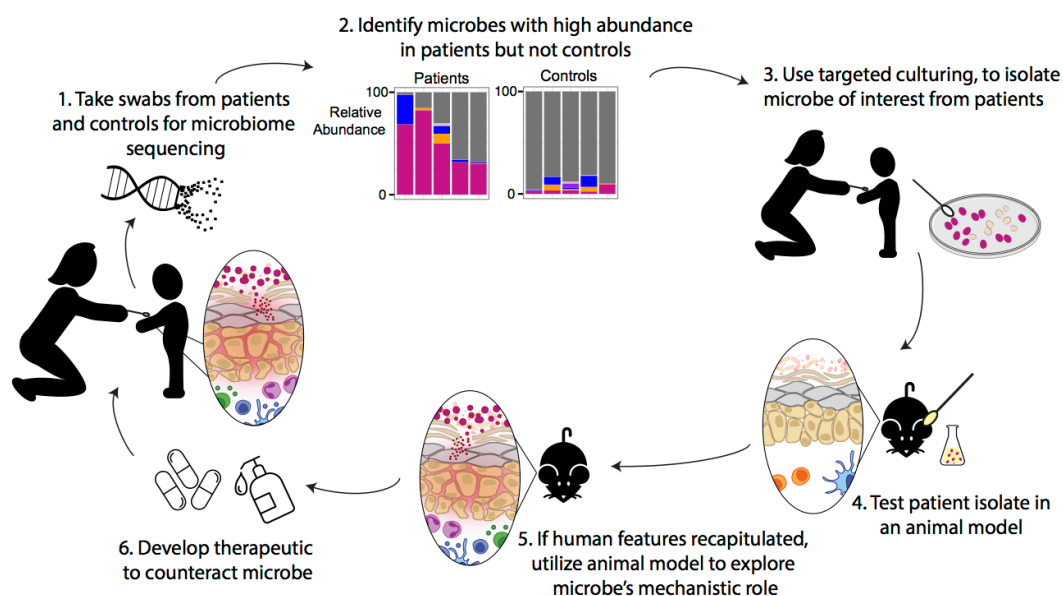 1. Take swabs from patients
and controls for microbiome
sequencing
2. Identify microbes with high abundance
in patients but not controls
Patients
Controls
100
Relative
Abundance
0
100
0
3. Use targeted culturing, to isolate
microbe of interest from patients
4. Test patient isolate in
an animal model
5. If human features recapitulated,
utilize animal model to explore
microbe's mechanistic role
6. Develop therapeutic
to counteract microbe